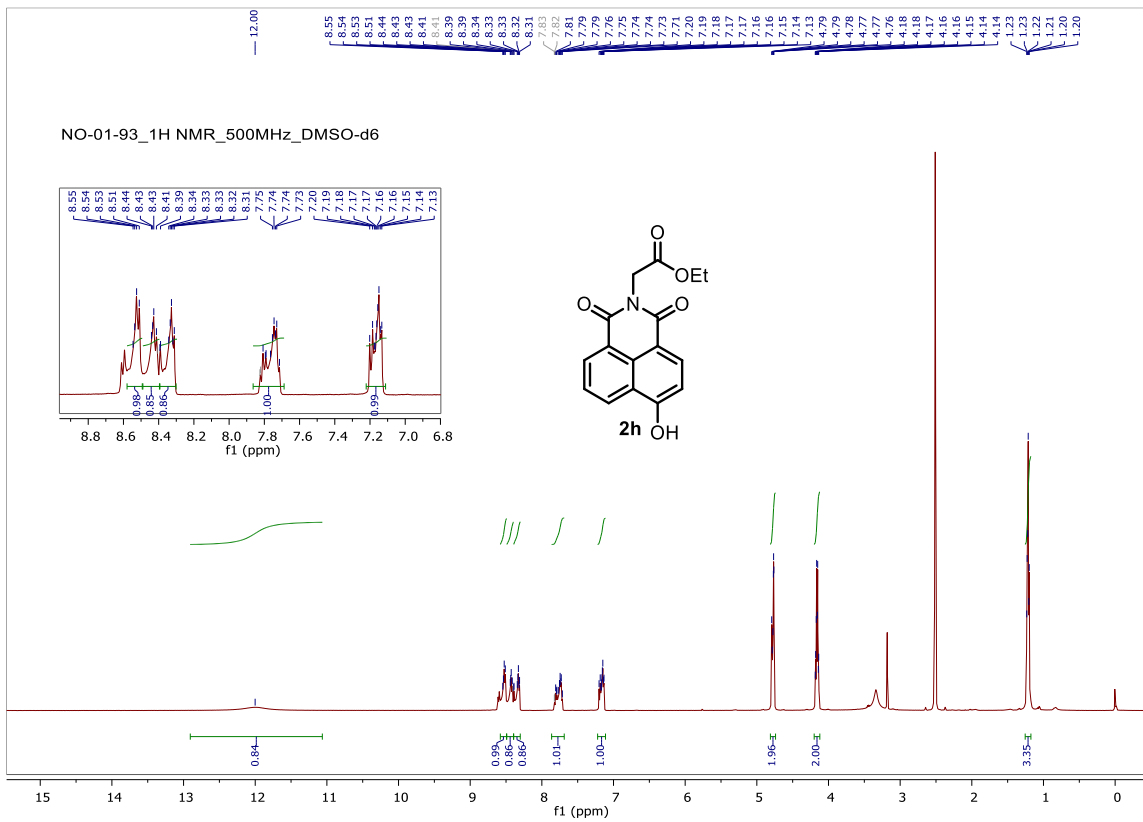 12.00
8.55 8.54 8.53 8.51 8.44 8.43 8.43 8.41 8.41 8.39 8.39 8.34 8.33 8.33 8.32 8.31 7.83 7.82 7.81 7.79 7.79 7.76 7.75 7.74 7.74 7.73 7.71 7.20 7.19 7.18 7.17 7.17 7.16 7.16 7.15 7.14 7.13 4.79 4.79 4.78 4.77 4.77 4.76 4.18 4.18 4.17 4.16 4.16 4.15 4.14 4.14 1.23 1.23 1.22 1.21 1.20 1.20
NO-01-93_1H NMR_500MHz_DMSO-d6
8.55 8.54 8.53 8.51 8.44 8.43 8.43 8.41 8.39 8.34 8.33 8.33 8.32 8.31 7.75 7.74 7.74 7.73 7.20 7.19 7.18 7.17 7.17 7.16 7.16 7.15 7.14 7.13
0.98 0.85 0.86 1.00 0.99
8.8 8.6 8.4 8.2 8.0 7.8 7.6 7.4 7.2 7.0 6.8
f1 (ppm)
O
OEt
O N O
2h OH
0.84 0.99 0.86 0.86 1.01 1.00 1.96 2.00 3.35
15 14 13 12 11 10 9 8 7 6 5 4 3 2 1 0
f1 (ppm)